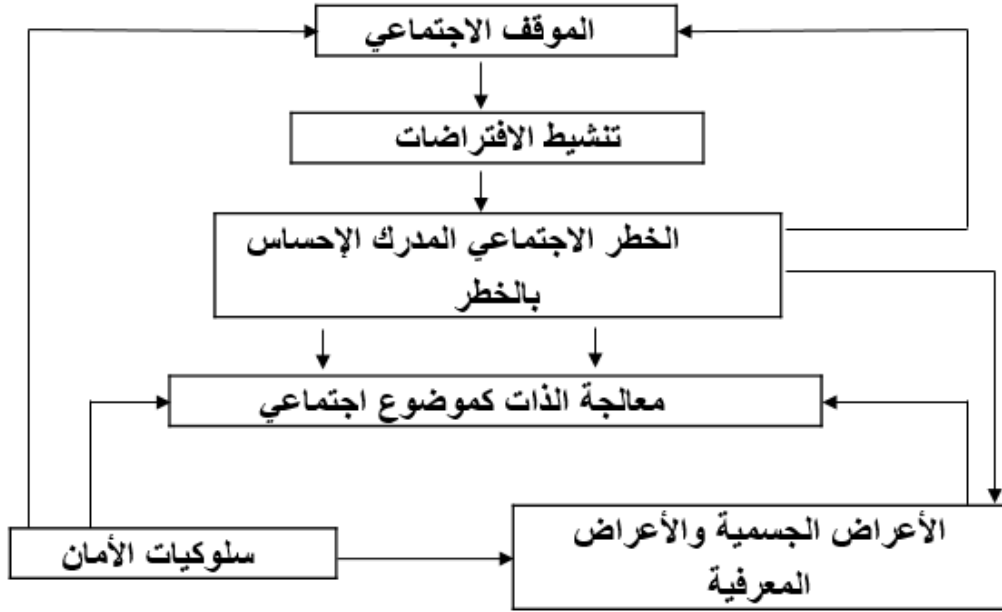 الموقف الاجتماعي
تنشيط الافتراضات
الخطر الاجتماعي المدرك الإحساس
بالخطر
معالجة الذات كموضوع اجتماعي
الأعراض الجسمية والأعراض
المعرفية
سلوكيات الأمان